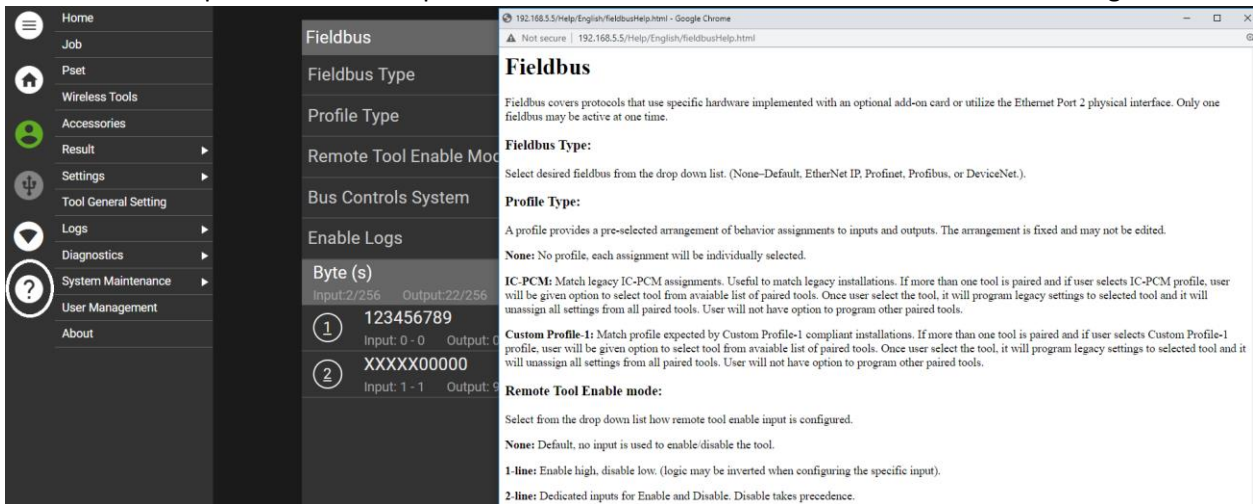 Home
Job
Pset
Wireless Tools
Accessories
Result
Settings
Tool General Setting
Logs
Diagnostics
System Maintenance
User Management
About
?
Fieldbus
Fieldbus Type
Profile Type
Remote Tool Enable Mod
Bus Controls System
Enable Logs
Byte (s)
Input:2/256 Output:22/256
1 123456789
Input: 0 - 0 Output: 0
2 XXXXX00000
Input: 1 - 1 Output: 9
192.168.5.5/Help/English/fieldbusHelp.html - Google Chrome
Not secure | 192.168.5.5/Help/English/fieldbusHelp.html
Fieldbus
Fieldbus covers protocols that use specific hardware implemented with an optional add-on card or utilize the Ethernet Port 2 physical interface. Only one
fieldbus may be active at one time.
Fieldbus Type:
Select desired fieldbus from the drop down list. (None–Default, EtherNet IP, Profinet, Profibus, or DeviceNet.).
Profile Type:
A profile provides a pre-selected arrangement of behavior assignments to inputs and outputs. The arrangement is fixed and may not be edited.
None: No profile, each assignment will be individually selected.
IC-PCM: Match legacy IC-PCM assignments. Useful to match legacy installations. If more than one tool is paired and if user selects IC-PCM profile, user
will be given option to select tool from avaiable list of paired tools. Once user select the tool, it will program legacy settings to selected tool and it will
unassign all settings from all paired tools. User will not have option to program other paired tools.
Custom Profile-1: Match profile expected by Custom Profile-1 compliant installations. If more than one tool is paired and if user selects Custom Profile-1
profile, user will be given option to select tool from avaiable list of paired tools. Once user select the tool, it will program legacy settings to selected tool and it
will unassign all settings from all paired tools. User will not have option to program other paired tools.
Remote Tool Enable mode:
Select from the drop down list how remote tool enable input is configured.
None: Default, no input is used to enable/disable the tool.
1-line: Enable high, disable low. (logic may be inverted when configuring the specific input).
2-line: Dedicated inputs for Enable and Disable. Disable takes precedence.